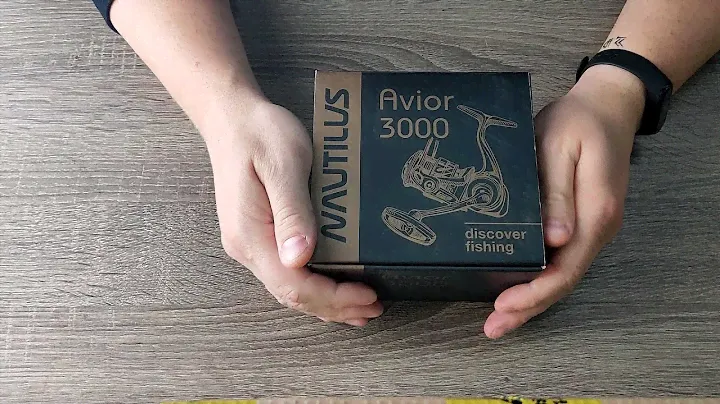 NAUTILUS
Avior
3000
discover
fishing